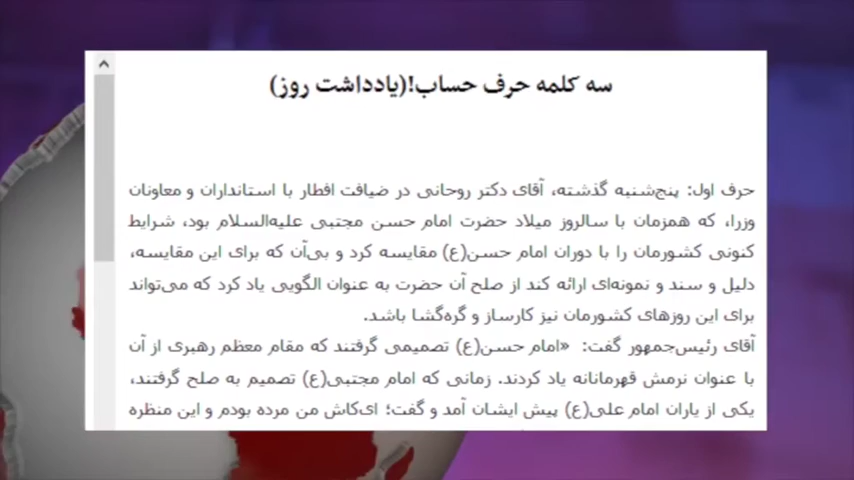 سه کلمه حرف حساب!(یادداشت روز)
حرف اول: پنج‌شنبه گذشته، آقای دکتر روحانی در ضیافت افطار با استانداران و معاونان
وزرا، که همزمان با سالروز میلاد حضرت امام حسن مجتبی علیه‌السلام بود، شرایط
کنونی کشورمان را با دوران امام حسن(ع) مقایسه کرد و بی‌آن که برای این مقایسه،
دلیل و سند و نمونه‌ای ارائه کند از صلح آن حضرت به عنوان الگویی یاد کرد که می‌تواند
برای این روزهای کشورمان نیز کارساز و گره‌گشا باشد.
آقای رئیس‌جمهور گفت: «امام حسن(ع) تصمیمی گرفتند که مقام معظم رهبری از آن
با عنوان نرمش قهرمانانه یاد کردند. زمانی که امام مجتبی(ع) تصمیم به صلح گرفتند،
یکی از یاران امام علی(ع) پیش ایشان آمد و گفت؛ ای‌کاش من مرده بودم و این منظره